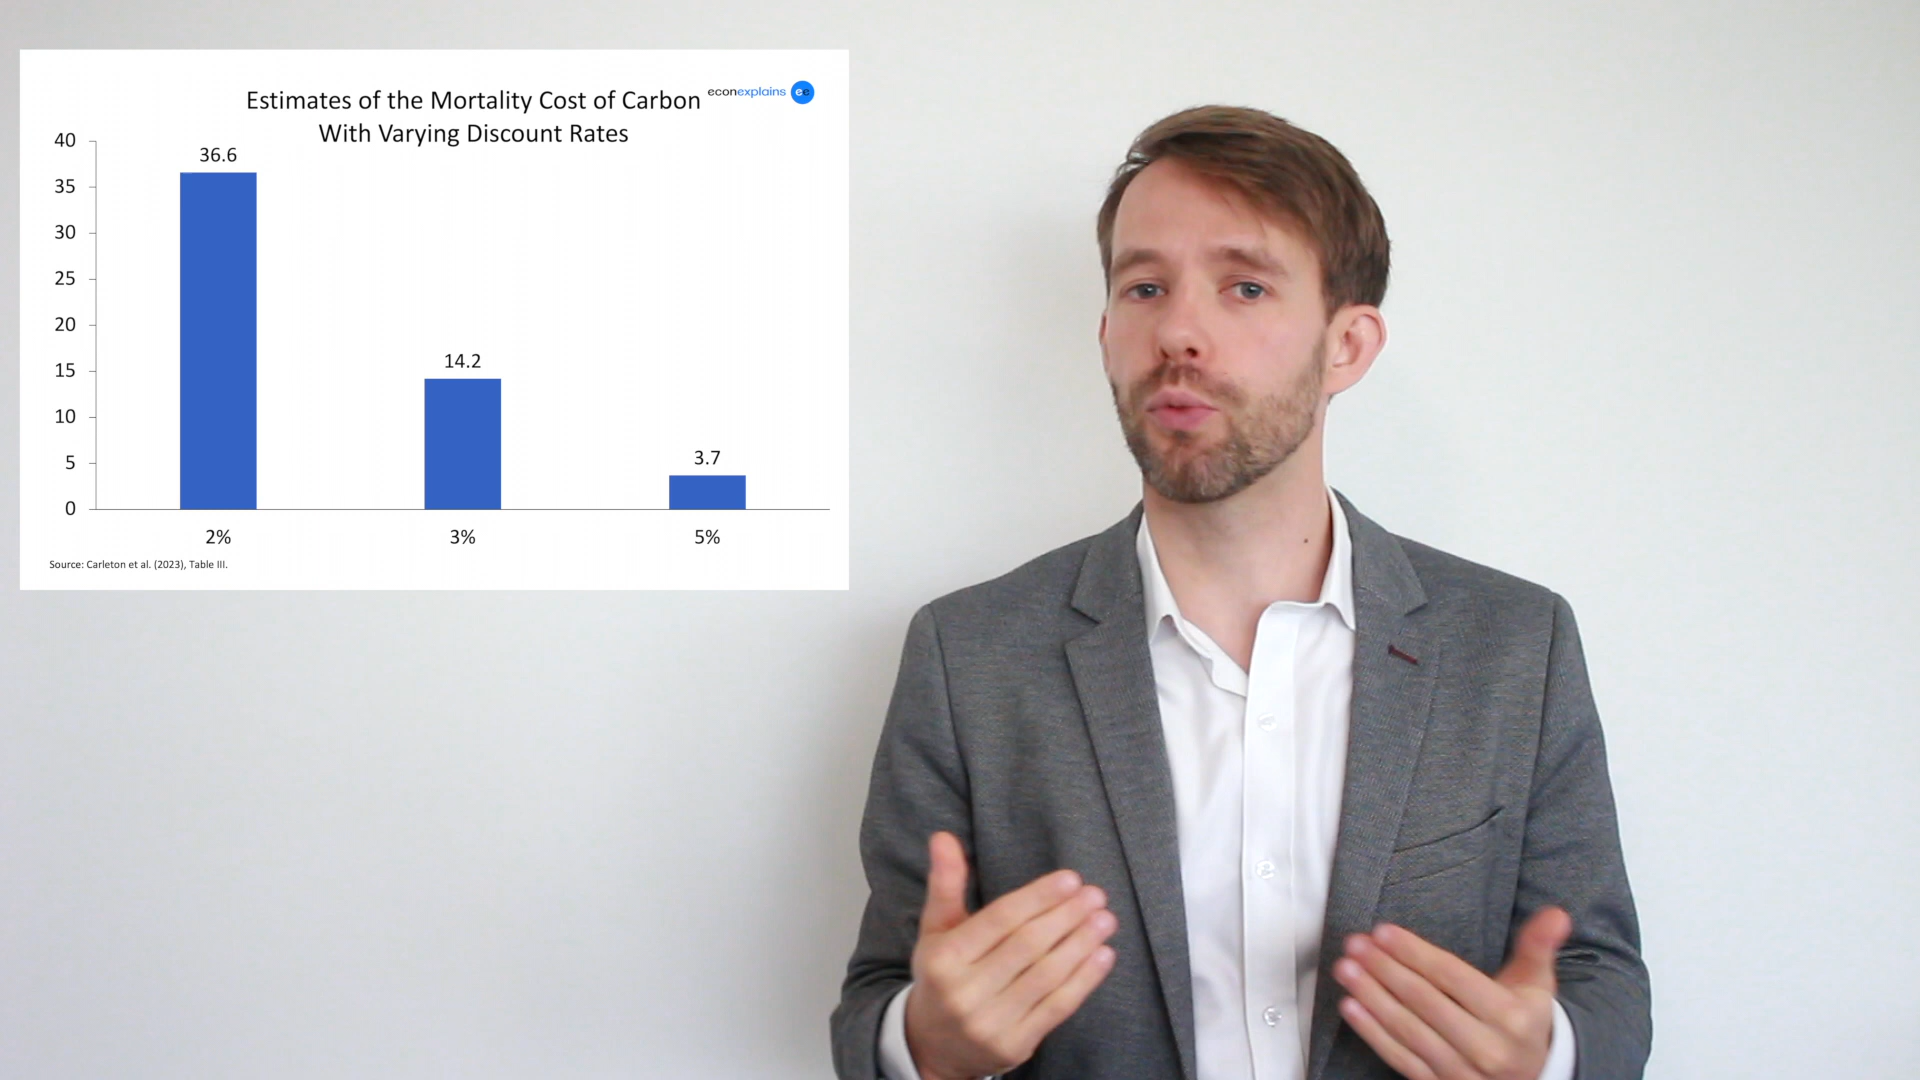 Estimates of the Mortality Cost of Carbon
With Varying Discount Rates
econexplains ee
40
35
30
25
20
15
10
5
0
36.6
14.2
3.7
2% 3% 5%
Source: Carleton et al. (2023), Table III.